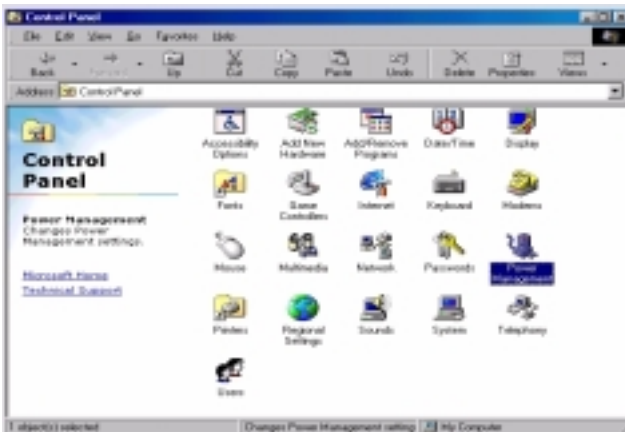 Control Panel
File Edit View Go Favorites Help
Back Forward Up Cut Copy Paste Undo Delete Properties Views
Address Control Panel
Control
Panel
Power Management
Changes Power
Management settings.
Microsoft Home
Technical Support
Accessibility
Options
Add New
Hardware
Add/Remove
Programs
Date/Time
Display
Fonts
Game
Controllers
Internet
Keyboard
Modems
Mouse
Multimedia
Network
Passwords
Power
Management
Printers
Regional
Settings
Sounds
System
Telephony
Users
1 object(s) selected
Changes Power Management setting
My Computer